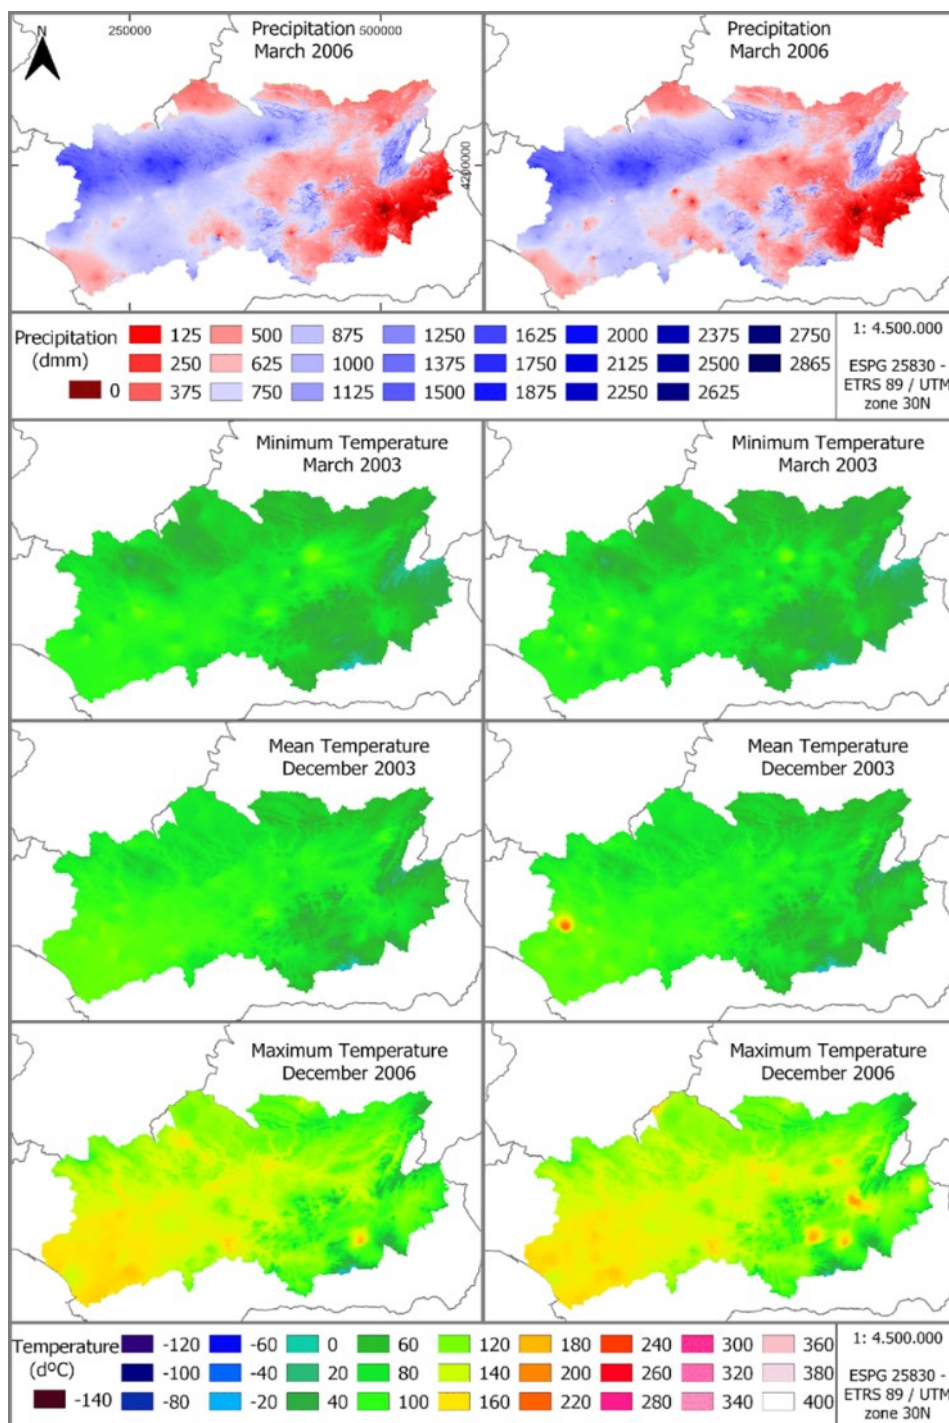 N
250000
500000
Precipitation
March 2006
4200000
Precipitation
March 2006
Precipitation
(dmm)
0
125 500 875 1250 1625 2000 2375 2750
250 625 1000 1375 1750 2125 2500 2865
375 750 1125 1500 1875 2250 2625
1: 4.500.000
ESPG 25830 -
ETRS 89 / UTM
zone 30N
Minimum Temperature
March 2003
Minimum Temperature
March 2003
Mean Temperature
December 2003
Mean Temperature
December 2003
Maximum Temperature
December 2006
Maximum Temperature
December 2006
Temperature
(dºC)
-140
-120 -60 0 60 120 180 240 300 360
-100 -40 20 80 140 200 260 320 380
-80 -20 40 100 160 220 280 340 400
1: 4.500.000
ESPG 25830 -
ETRS 89 / UTM
zone 30N